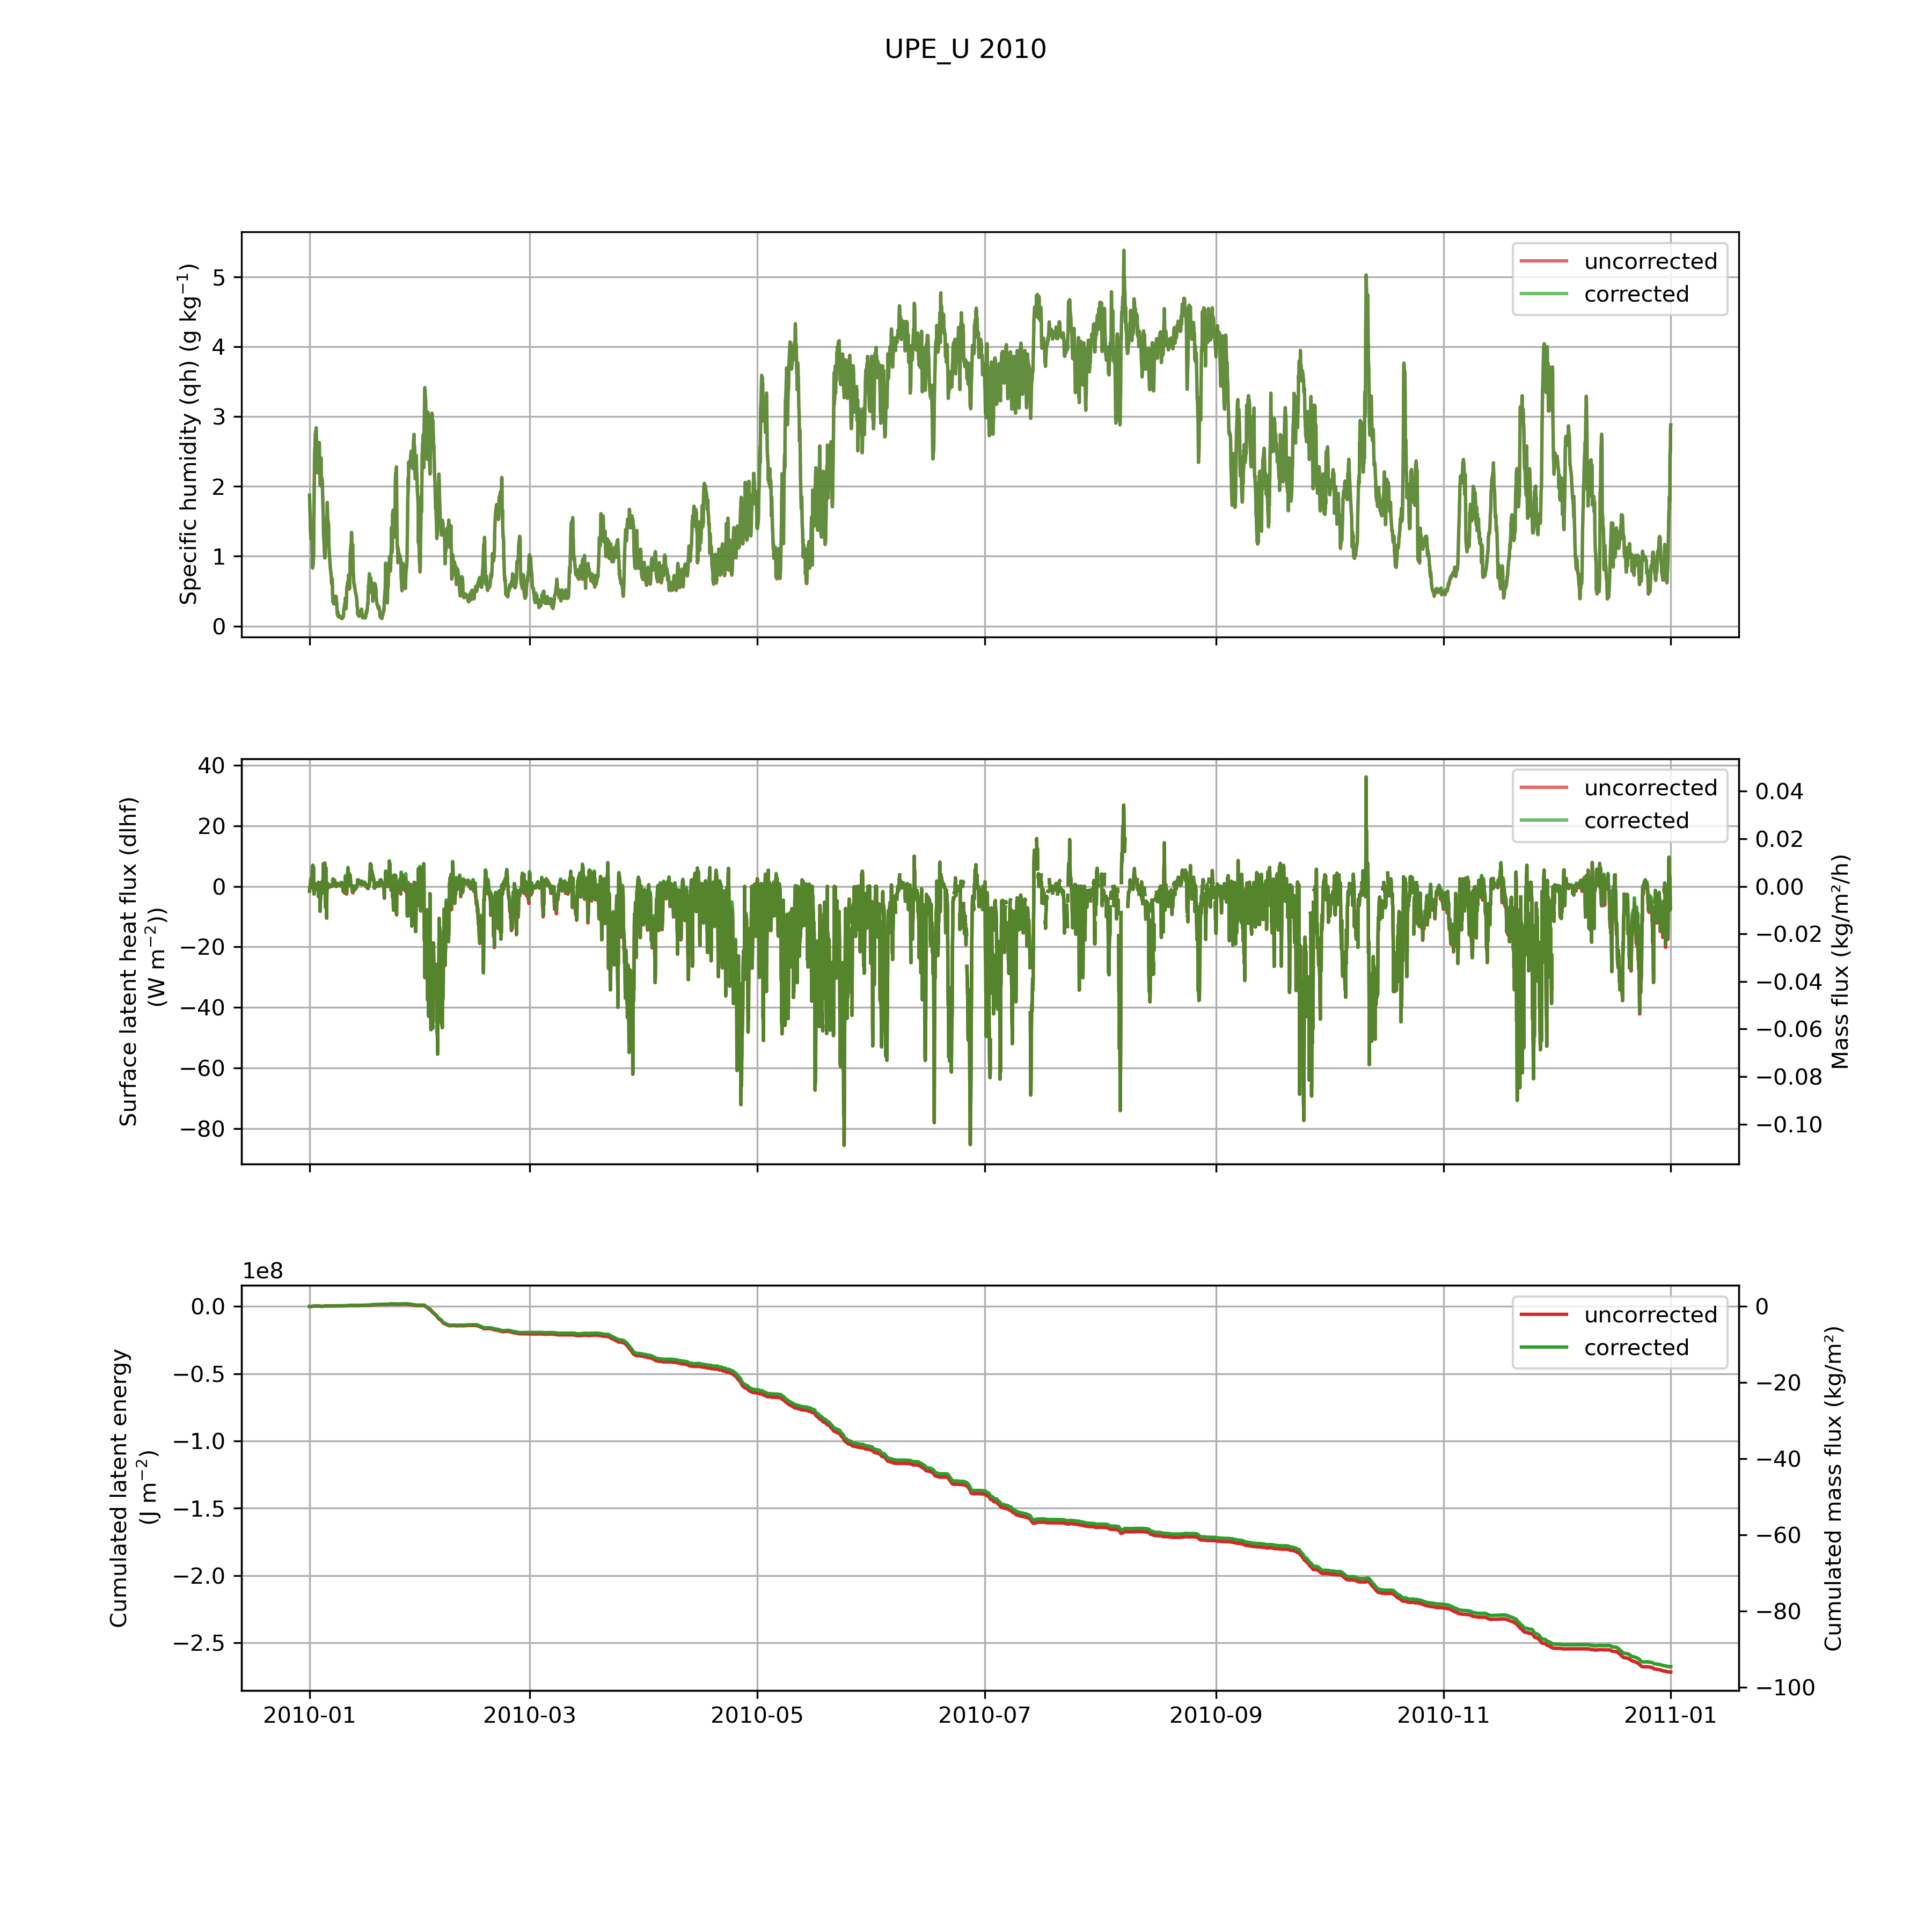 UPE_U 2010
Specific humidity (qh) (g kg⁻¹)
5
4
3
2
1
0
uncorrected
corrected
Surface latent heat flux (dlhf)
(W m⁻²))
40
20
0
−20
−40
−60
−80
uncorrected
corrected
0.04
0.02
0.00
−0.02
−0.04
−0.06
−0.08
−0.10
Mass flux (kg/m²/h)
1e8
Cumulated latent energy
(J m⁻²)
0.0
−0.5
−1.0
−1.5
−2.0
−2.5
uncorrected
corrected
0
−20
−40
−60
−80
−100
Cumulated mass flux (kg/m²)
2010-01 2010-03 2010-05 2010-07 2010-09 2010-11 2011-01